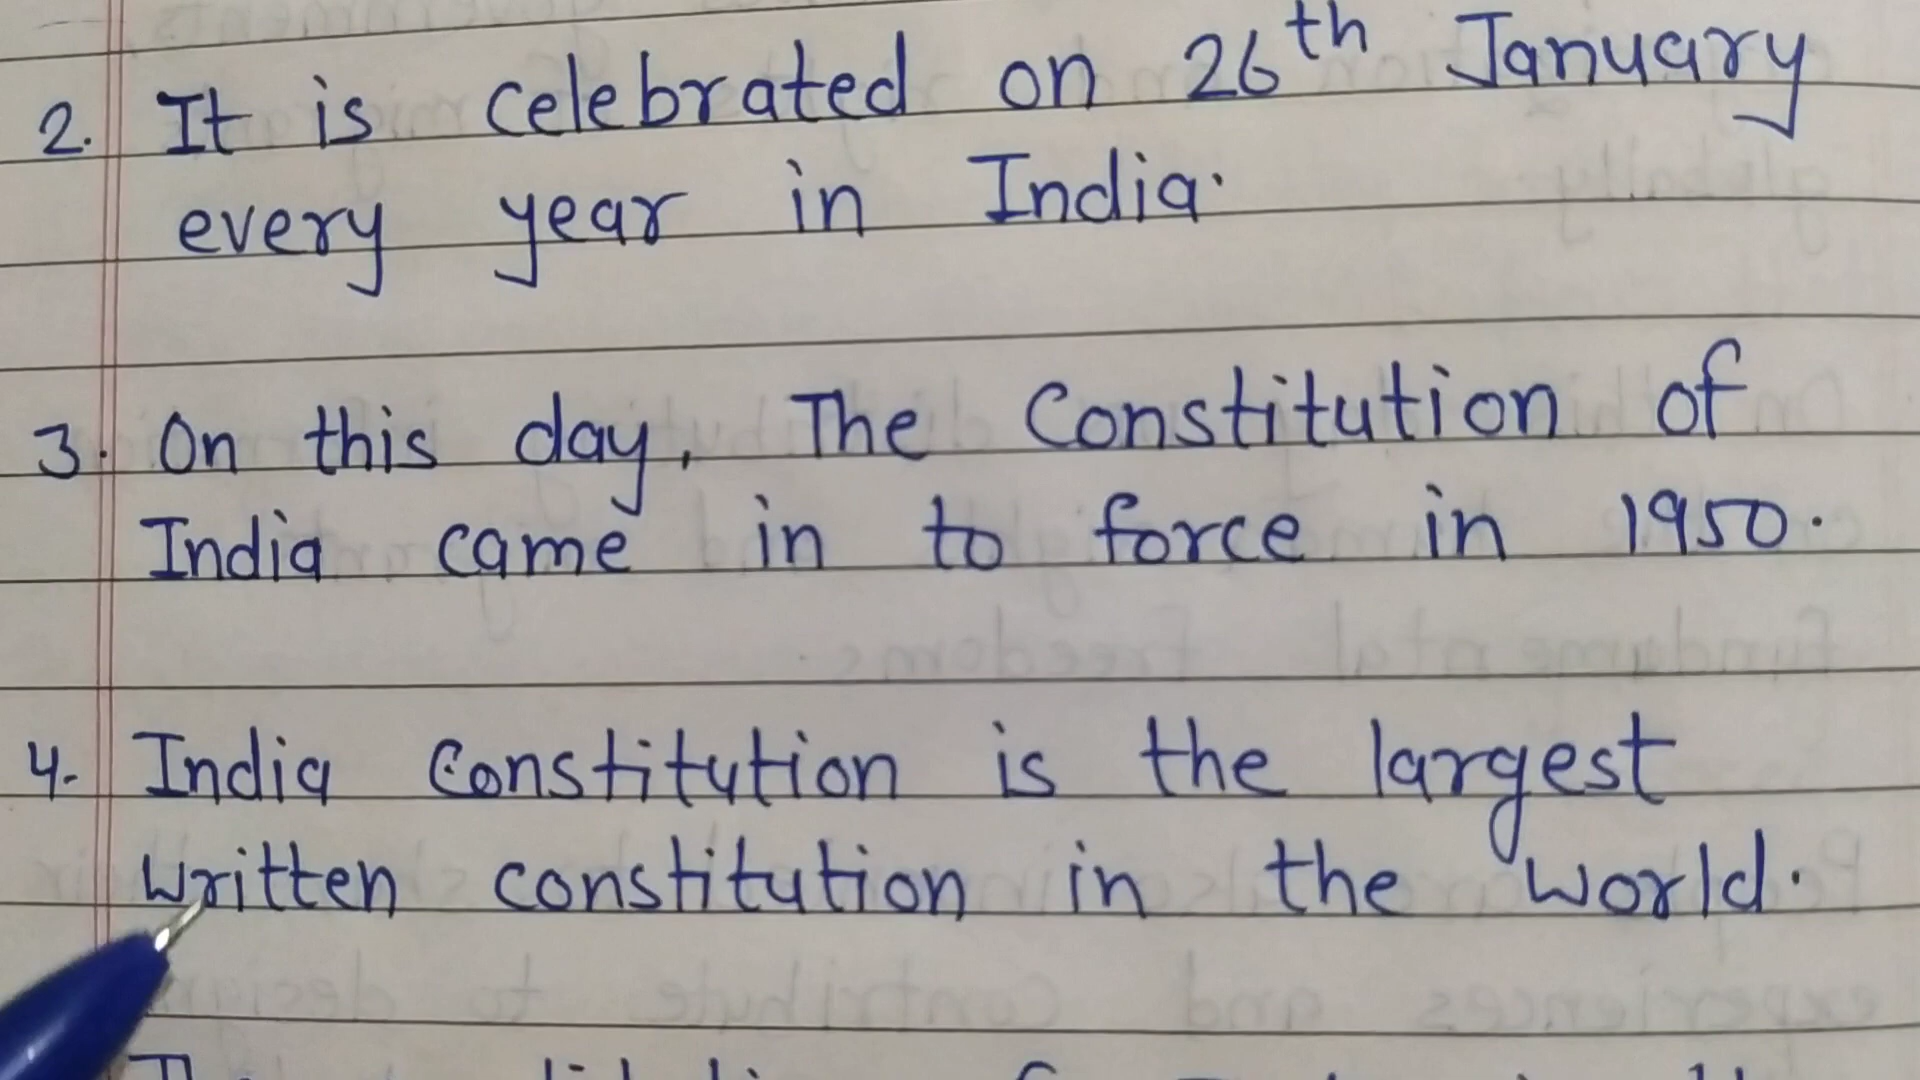 2. It is celebrated on 26th January
every year in India.
3. On this day, The Constitution of
India came in to force in 1950.
4. India Constitution is the largest
written constitution in the world.